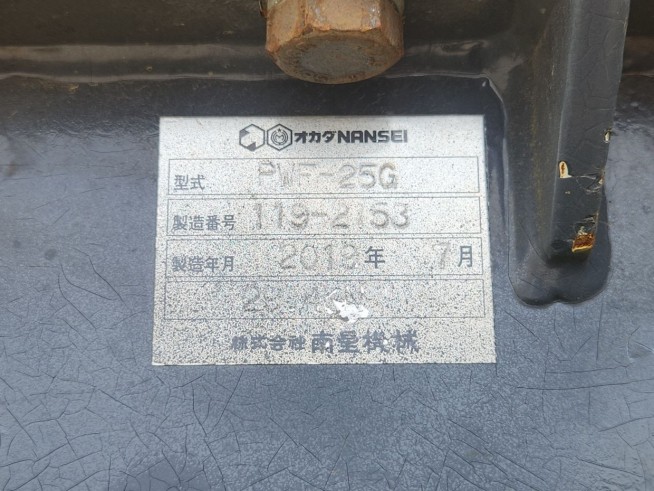 オカダNANSEI
型式 PWF-25G
製造番号 119-2153
製造年月 2019年 7月
株式会社 南星機械